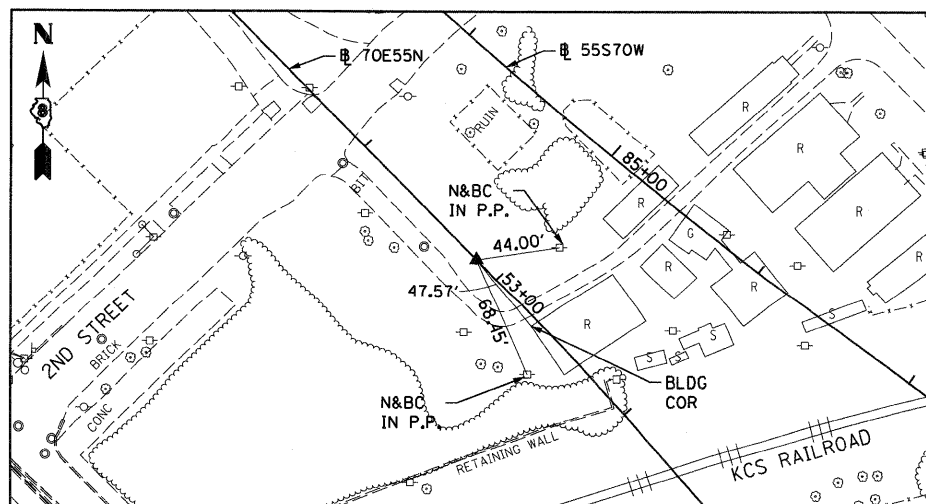 N
8
℄ 70E55N
℄ 55S70W
RUIN
R
R
R
R
R
R
R
R
G
BIT
N&BC
IN P.P.
85+00
44.00'
47.57'
53+00
68.45'
2ND STREET
BRICK
CONC
S
S
S
S
BLDG
COR
N&BC
IN P.P.
RETAINING WALL
KCS RAILROAD